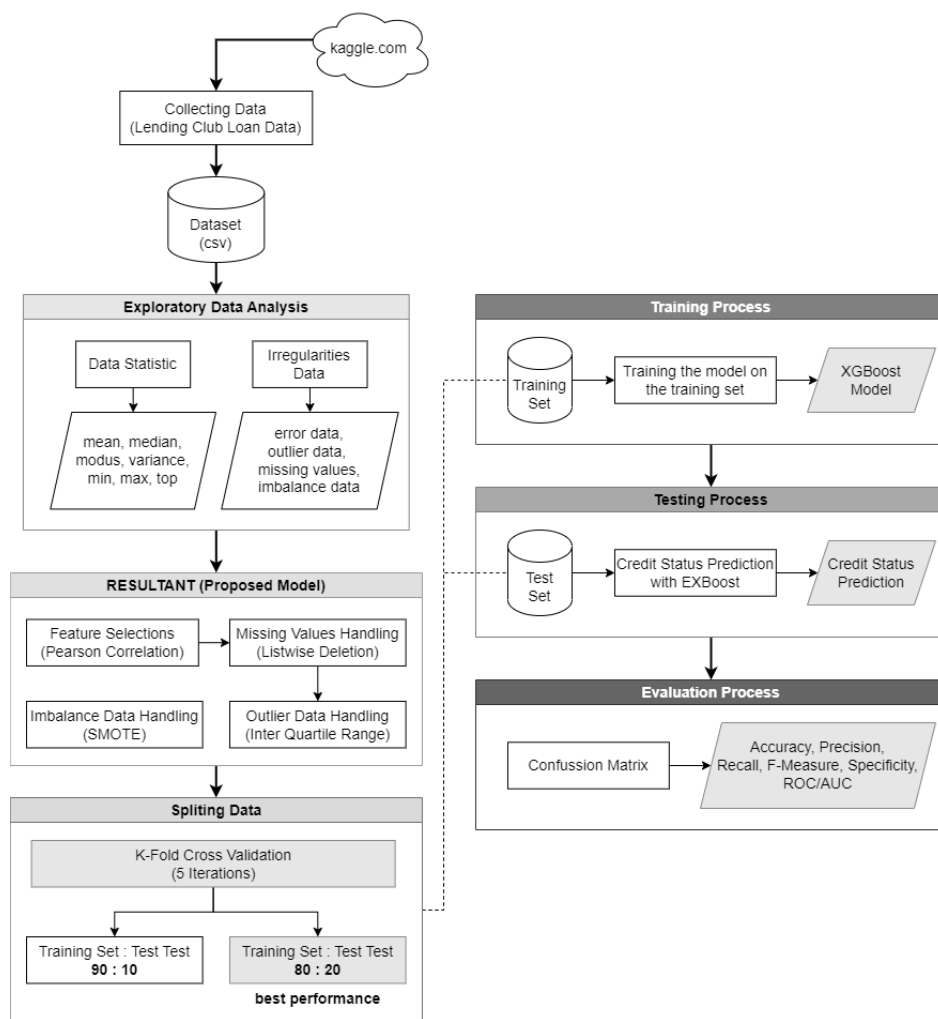 kaggle.com
Collecting Data
(Lending Club Loan Data)
Dataset
(csv)
Exploratory Data Analysis
Data Statistic
Irregularities
Data
mean, median,
modus, variance,
min, max, top
error data,
outlier data,
missing values,
imbalance data
RESULTANT (Proposed Model)
Feature Selections
(Pearson Correlation)
Missing Values Handling
(Listwise Deletion)
Imbalance Data Handling
(SMOTE)
Outlier Data Handling
(Inter Quartile Range)
Spliting Data
K-Fold Cross Validation
(5 Iterations)
Training Set : Test Test
90 : 10
Training Set : Test Test
80 : 20
best performance
Training Process
Training
Set
Training the model on
the training set
XGBoost
Model
Testing Process
Test
Set
Credit Status Prediction
with EXBoost
Credit Status
Prediction
Evaluation Process
Confussion Matrix
Accuracy, Precision,
Recall, F-Measure, Specificity,
ROC/AUC